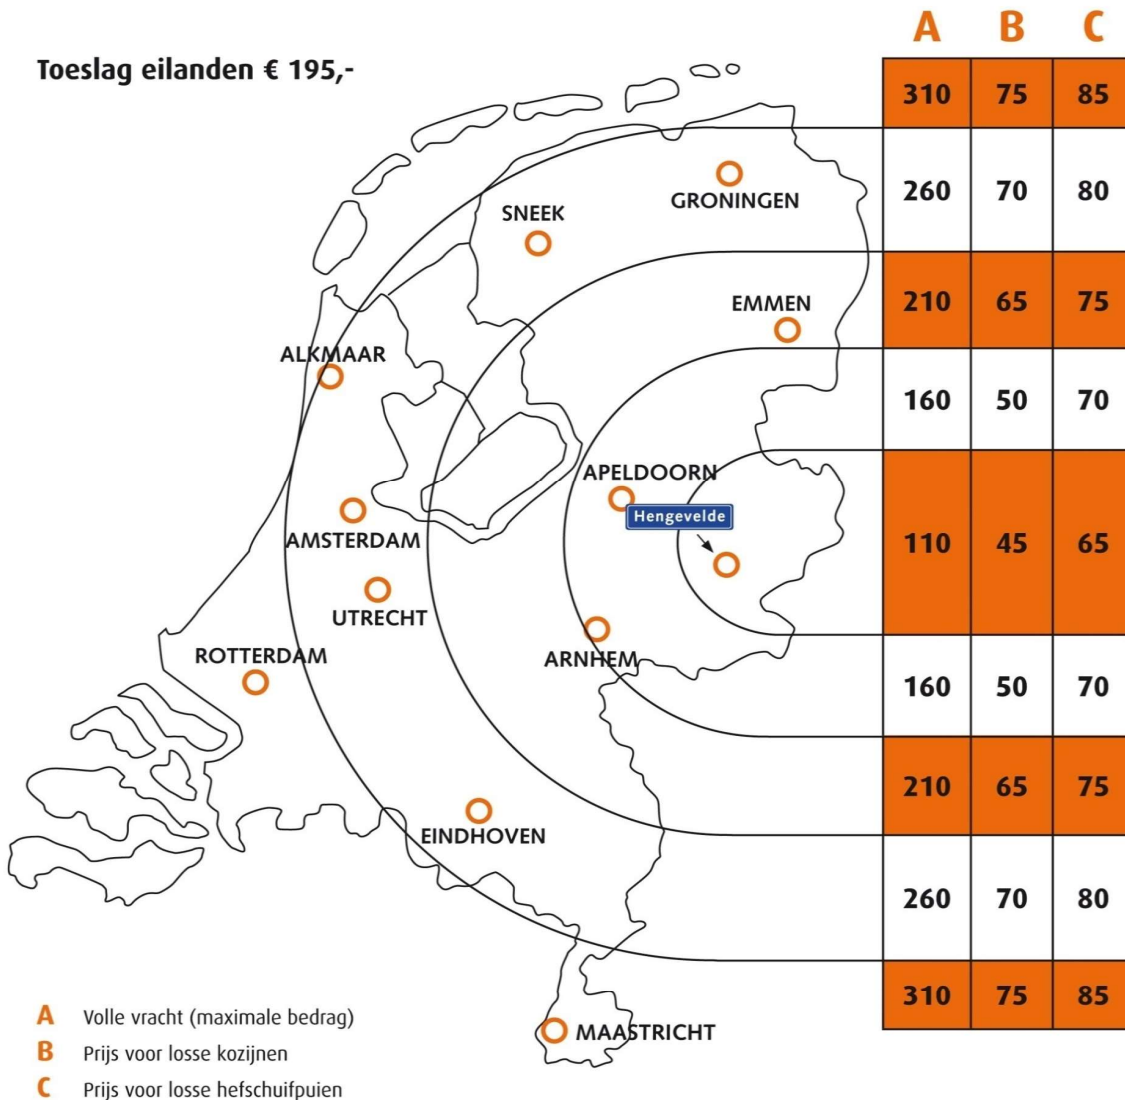 A B C
Toeslag eilanden € 195,-
310 75 85
260 70 80
GRONINGEN
SNEEK
210 65 75
EMMEN
ALKMAAR
160 50 70
APELDOORN
Hengevelde
110 45 65
AMSTERDAM
UTRECHT
ROTTERDAM
ARNHEM
160 50 70
210 65 75
EINDHOVEN
260 70 80
310 75 85
MAASTRICHT
A Volle vracht (maximale bedrag)
B Prijs voor losse kozijnen
C Prijs voor losse hefschuifpuien